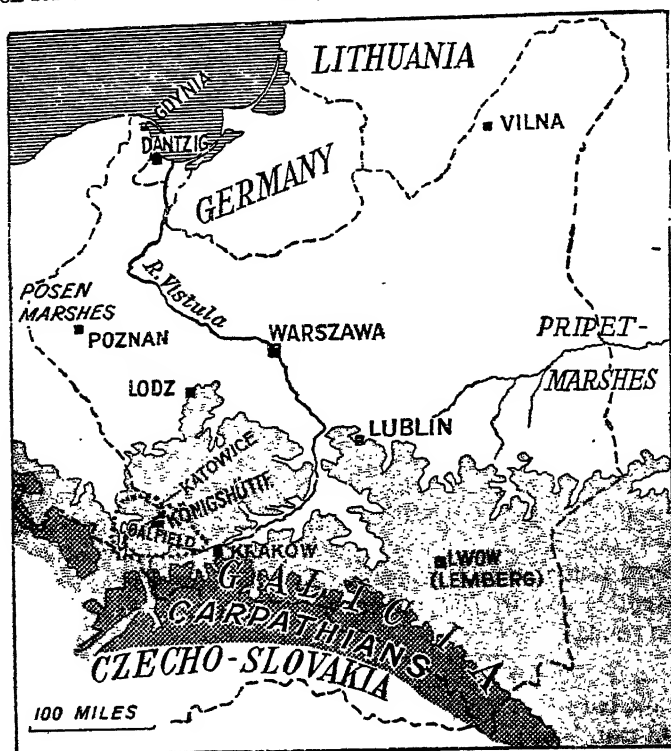 LITHUANIA
GDYNIA
DANTZIG
VILNA
GERMANY
R. Vistula
POSEN
MARSHES
POZNAN
WARSZAWA
PRIPET-
MARSHES
LODZ
LUBLIN
KATOWICE
KÖNIGSHÜTTE
COALFIELD
KRAKOW
LWOW
(LEMBERG)
GALICIA
CARPATHIANS
CZECHO-SLOVAKIA
100 MILES